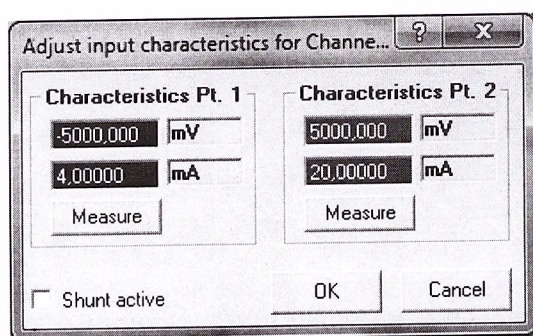 Adjust input characteristics for Channe...
Characteristics Pt. 1
-5000,000 mV
4,00000 mA
Measure
Characteristics Pt. 2
5000,000 mV
20,00000 mA
Measure
Shunt active
OK
Cancel